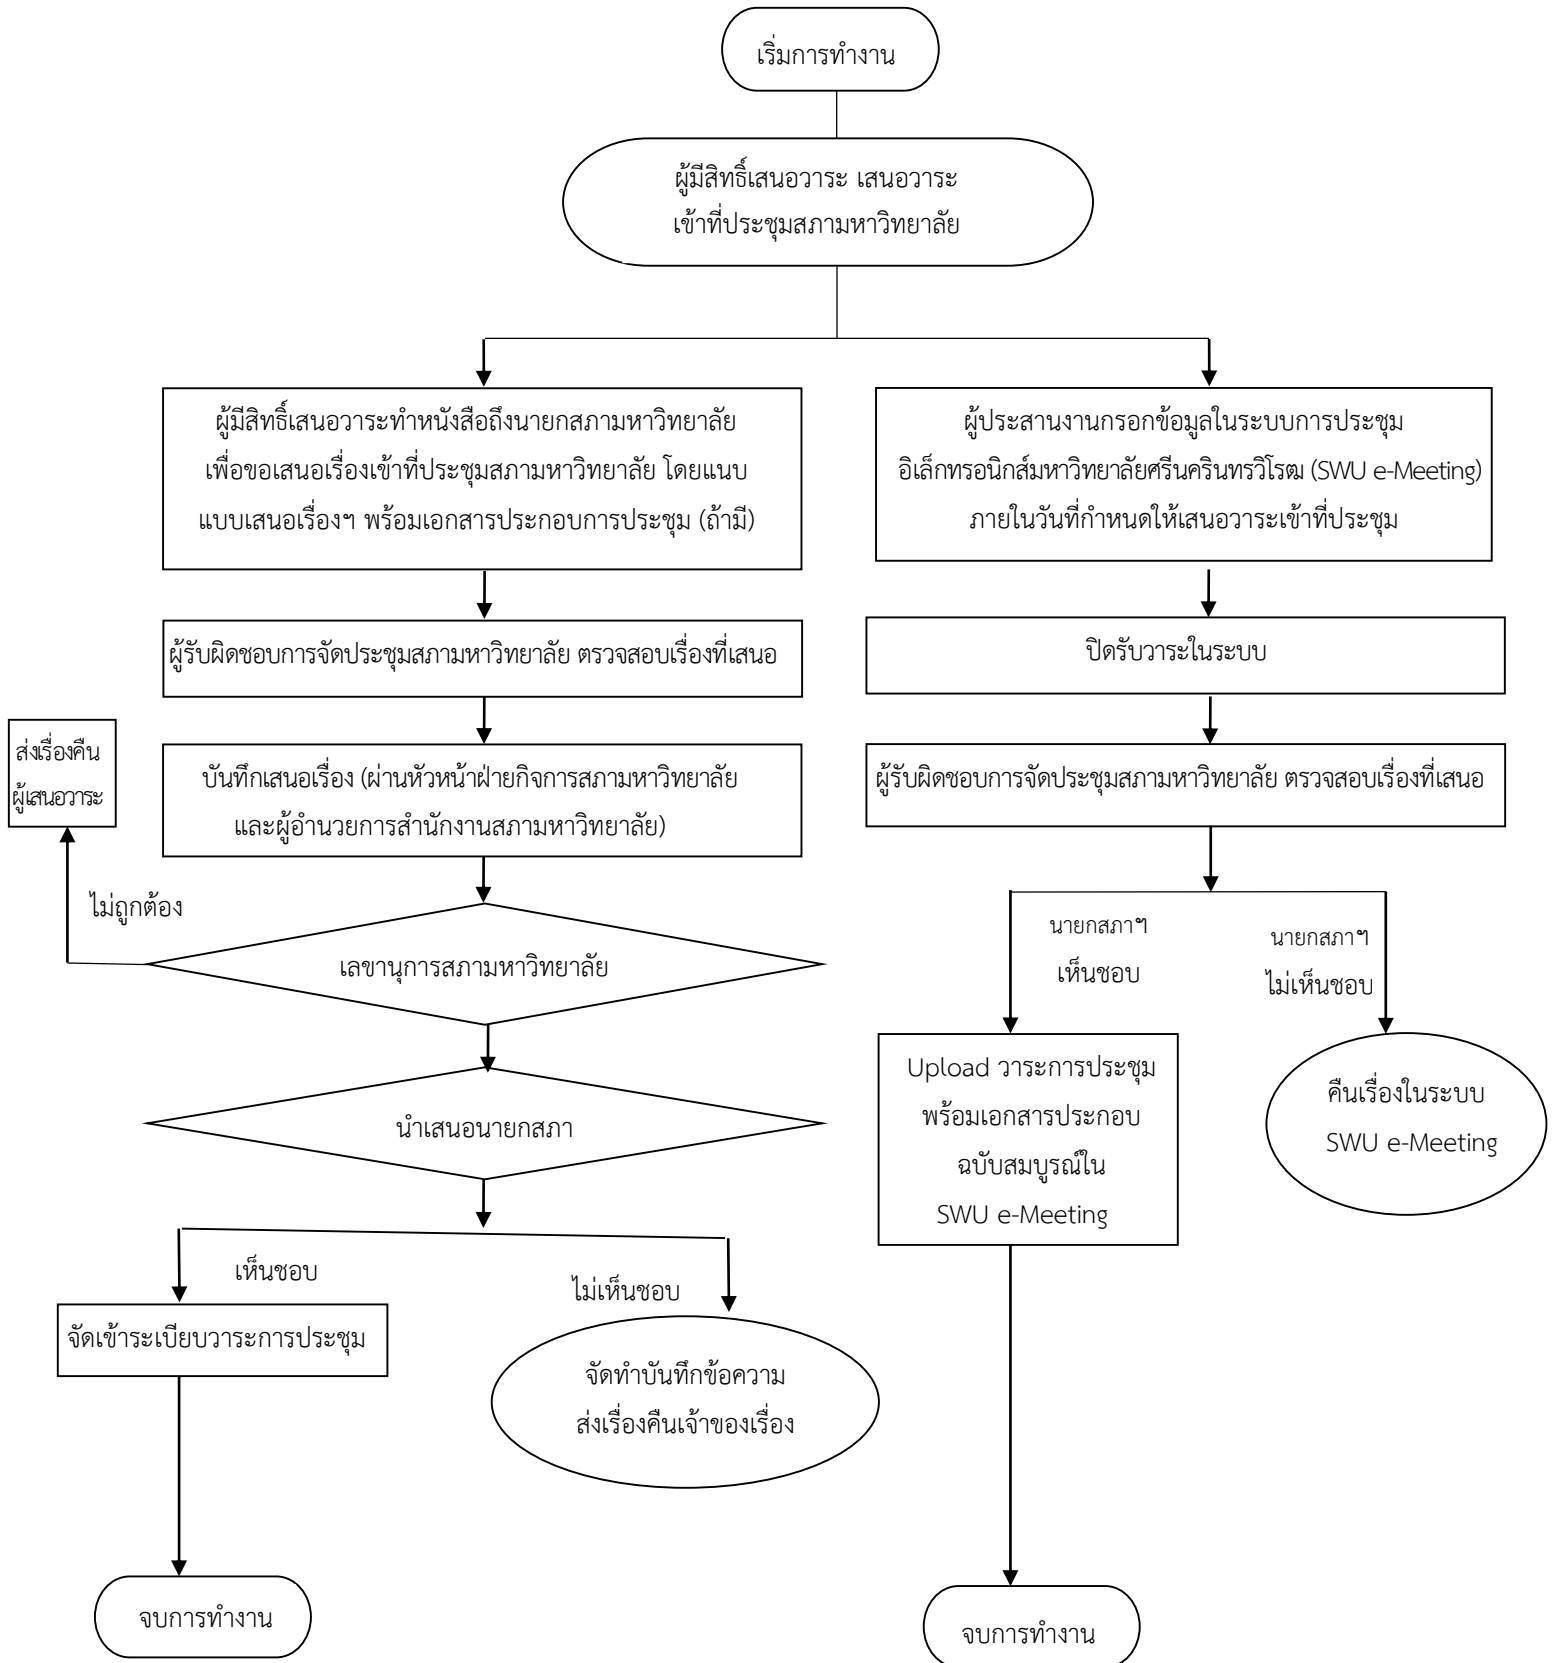 เริ่มการทำงาน
ผู้มีสิทธิ์เสนอวาระ เสนอวาระ
เข้าที่ประชุมสภามหาวิทยาลัย
ผู้มีสิทธิ์เสนอวาระทำหนังสือถึงนายกสภามหาวิทยาลัย
เพื่อขอเสนอเรื่องเข้าที่ประชุมสภามหาวิทยาลัย โดยแนบ
แบบเสนอเรื่องฯ พร้อมเอกสารประกอบการประชุม (ถ้ามี)
ผู้ประสานงานกรอกข้อมูลในระบบการประชุม
อิเล็กทรอนิกส์มหาวิทยาลัยศรีนครินทรวิโรฒ (SWU e-Meeting)
ภายในวันที่กำหนดให้เสนอวาระเข้าที่ประชุม
ผู้รับผิดชอบการจัดประชุมสภามหาวิทยาลัย ตรวจสอบเรื่องที่เสนอ
ปิดรับวาระในระบบ
ส่งเรื่องคืน
ผู้เสนอวาระ
บันทึกเสนอเรื่อง (ผ่านหัวหน้าฝ่ายกิจการสภามหาวิทยาลัย
และผู้อำนวยการสำนักงานสภามหาวิทยาลัย)
ผู้รับผิดชอบการจัดประชุมสภามหาวิทยาลัย ตรวจสอบเรื่องที่เสนอ
ไม่ถูกต้อง
เลขานุการสภามหาวิทยาลัย
นายกสภาฯ
เห็นชอบ
นายกสภาฯ
ไม่เห็นชอบ
นำเสนอนายกสภา
Upload วาระการประชุม
พร้อมเอกสารประกอบ
ฉบับสมบูรณ์ใน
SWU e-Meeting
คืนเรื่องในระบบ
SWU e-Meeting
เห็นชอบ
ไม่เห็นชอบ
จัดเข้าระเบียบวาระการประชุม
จัดทำบันทึกข้อความ
ส่งเรื่องคืนเจ้าของเรื่อง
จบการทำงาน
จบการทำงาน